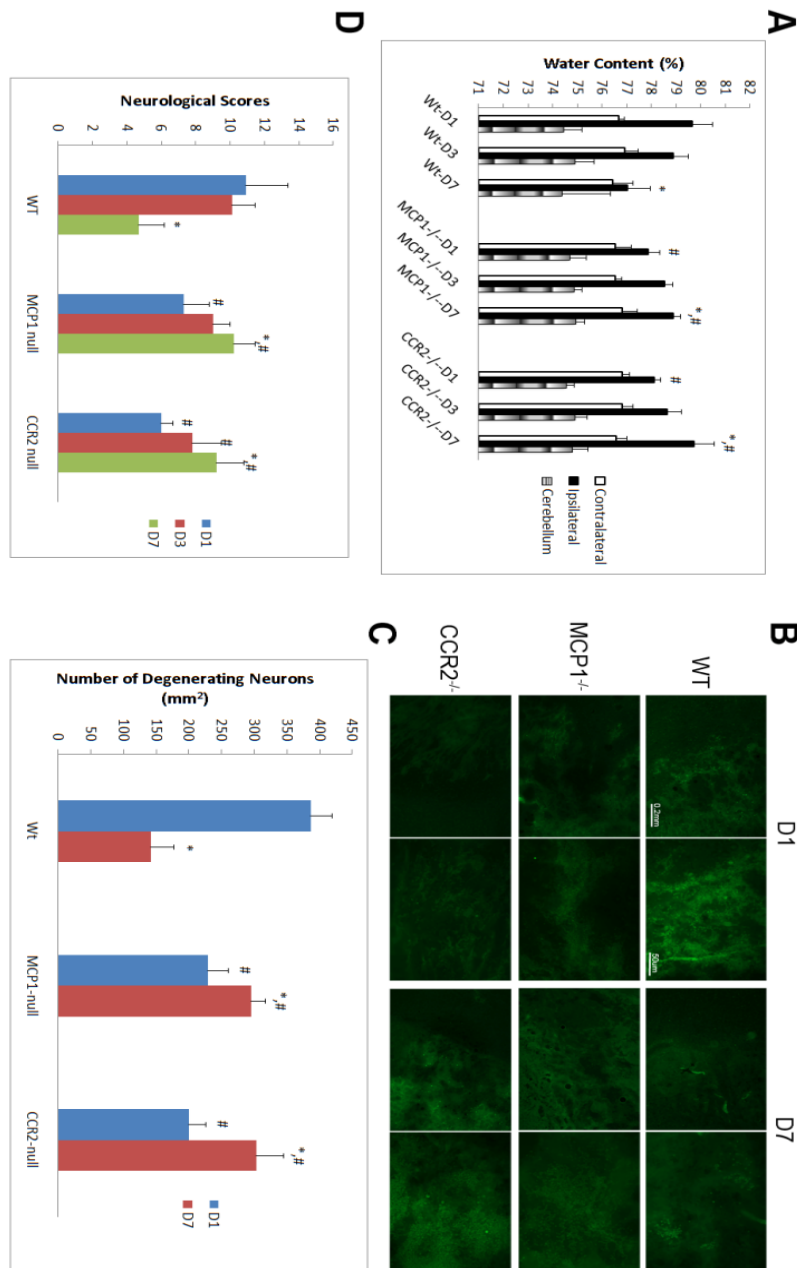 A
Water Content (%)
71 72 73 74 75 76 77 78 79 80 81 82
Wt-D1
Wt-D3
Wt-D7
MCP1-/--D1
MCP1-/--D3
MCP1-/--D7
CCR2-/--D1
CCR2-/--D3
CCR2-/--D7
*
#
*,#
#
*,#
Contralateral
Ipsilateral
Cerebellum
B
D1
D7
WT
MCP1-/-
CCR2-/-
0.2mm
50um
C
Number of Degenerating Neurons
(mm²)
0 50 100 150 200 250 300 350 400 450
*
#
*,#
#
*,#
Wt
MCP1-null
CCR2-null
D1
D7
D
Neurological Scores
0 2 4 6 8 10 12 14 16
*
#
*,#
#
#
*,#
WT
MCP1 null
CCR2 null
D1
D3
D7